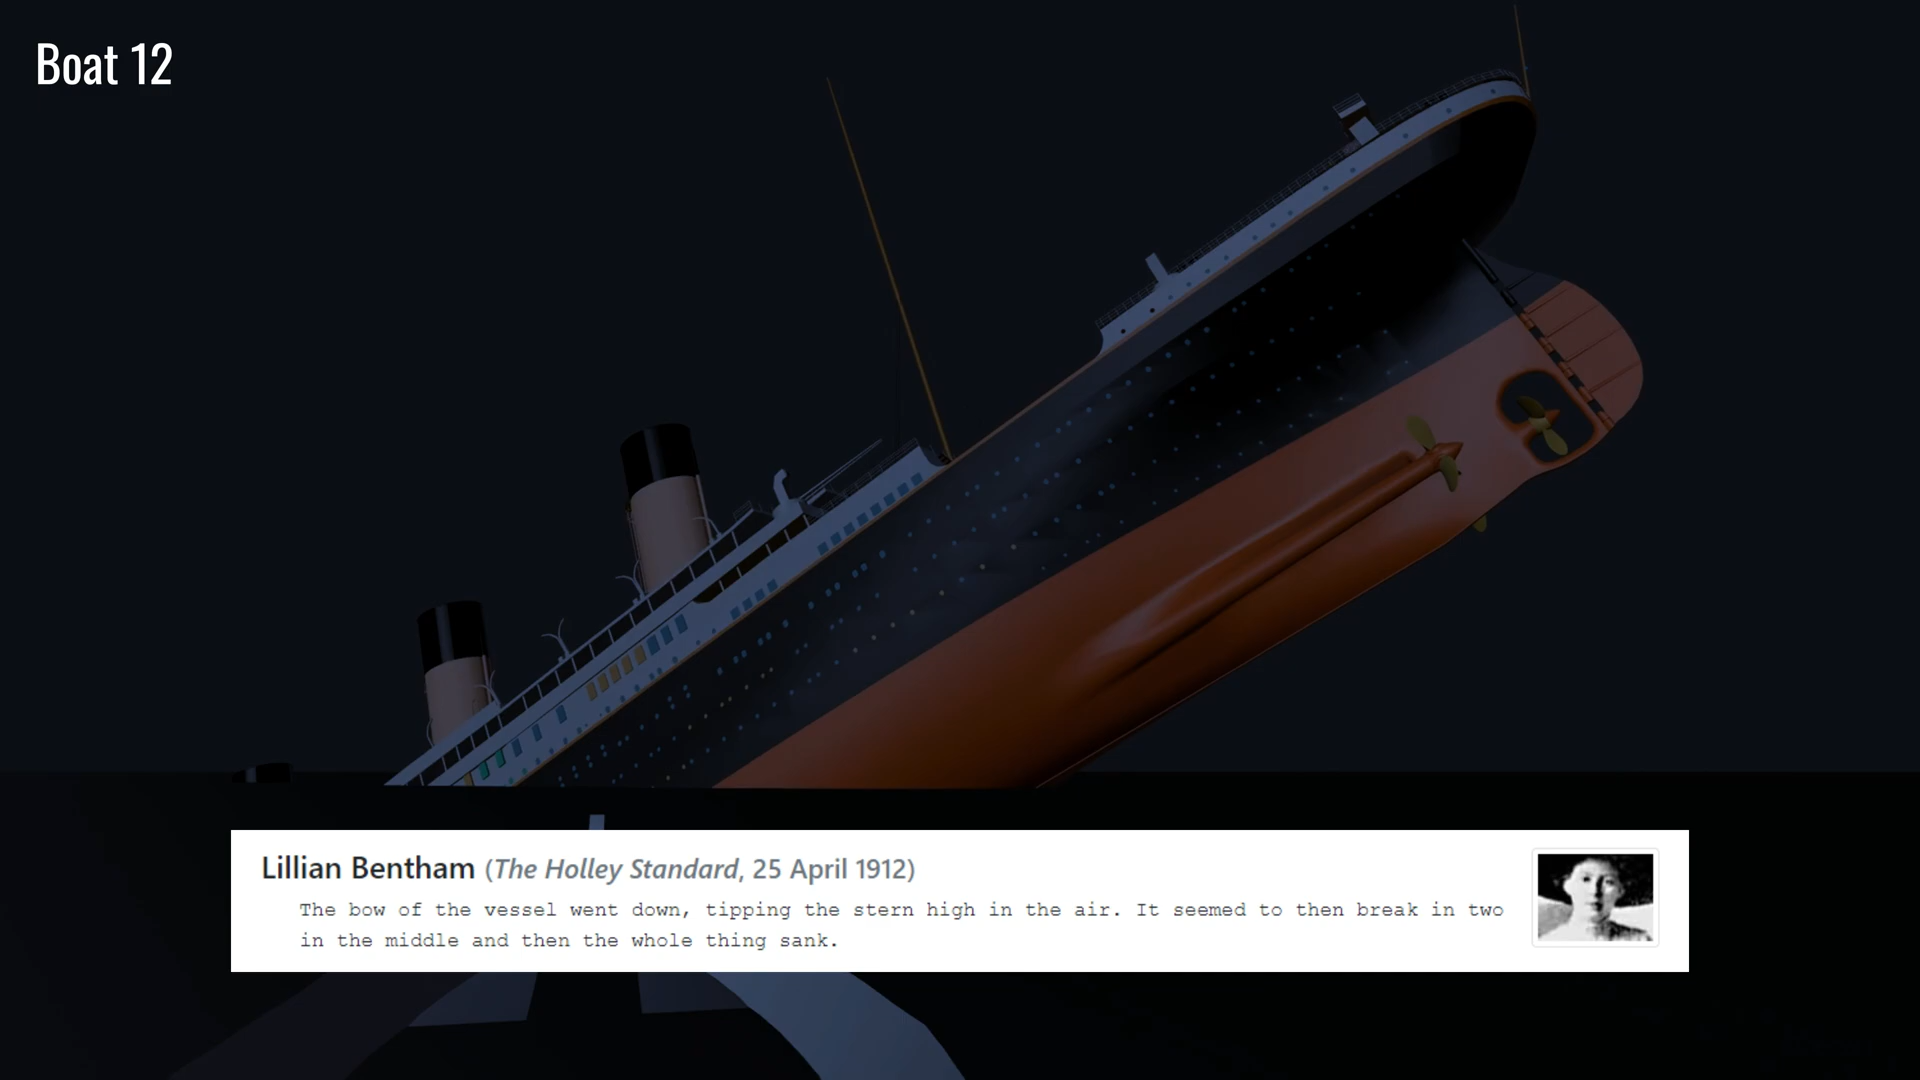 Boat 12
Lillian Bentham (The Holley Standard, 25 April 1912)
The bow of the vessel went down, tipping the stern high in the air. It seemed to then break in two
in the middle and then the whole thing sank.